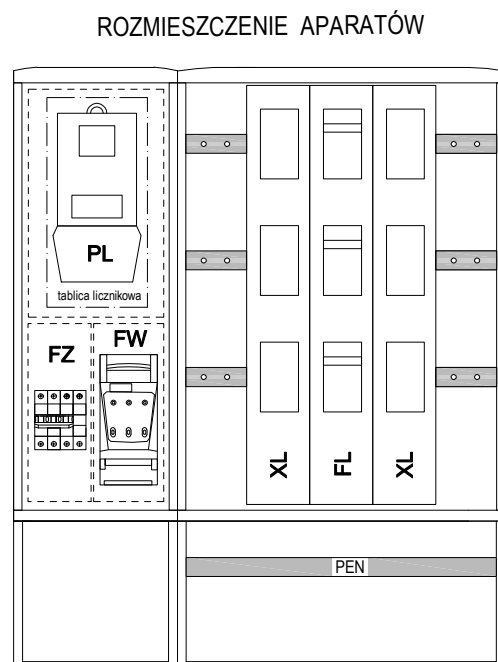 ROZMIESZCZENIE APARATÓW
PL
tablica licznikowa
FZ
FW
XL
FL
XL
PEN